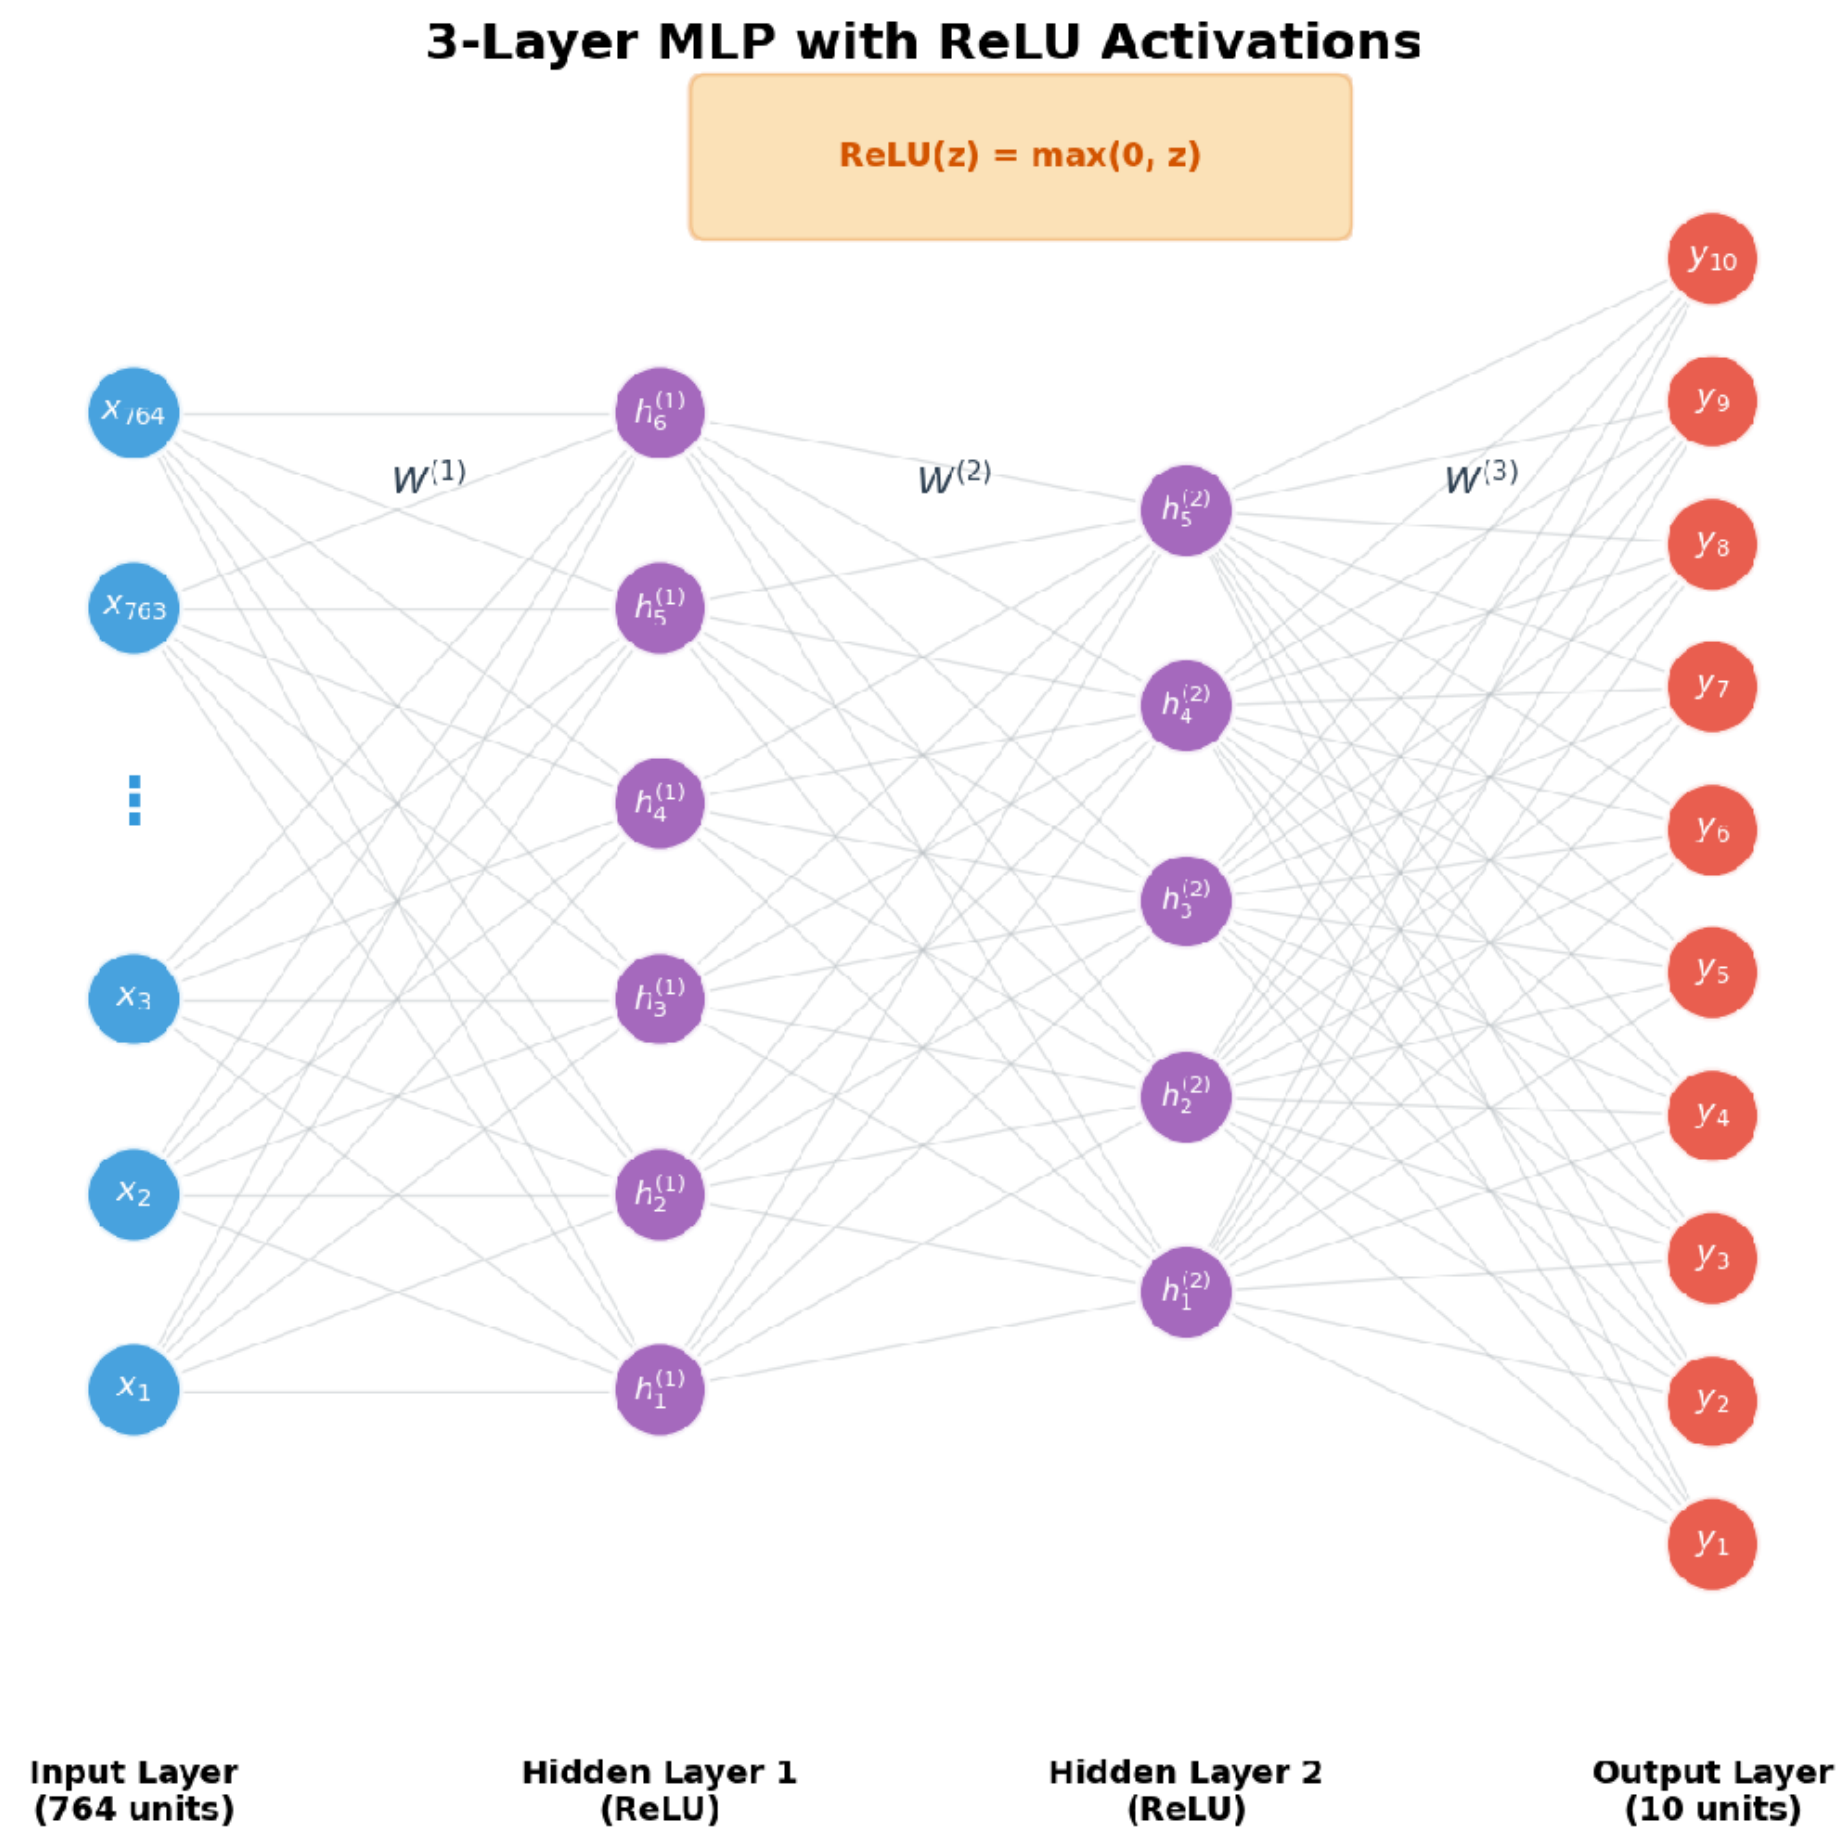 3-Layer MLP with ReLU Activations
ReLU(z) = max(0, z)
y₁₀
y₉
x₇₆₄
h₆⁽¹⁾
W⁽¹⁾
W⁽²⁾
W⁽³⁾
h₅⁽²⁾
y₈
x₇₆₃
h₅⁽¹⁾
y₇
h₄⁽²⁾
h₄⁽¹⁾
y₆
h₃⁽²⁾
y₅
x₃
h₃⁽¹⁾
h₂⁽²⁾
y₄
x₂
h₂⁽¹⁾
y₃
h₁⁽²⁾
x₁
h₁⁽¹⁾
y₂
y₁
Input Layer
(764 units)
Hidden Layer 1
(ReLU)
Hidden Layer 2
(ReLU)
Output Layer
(10 units)